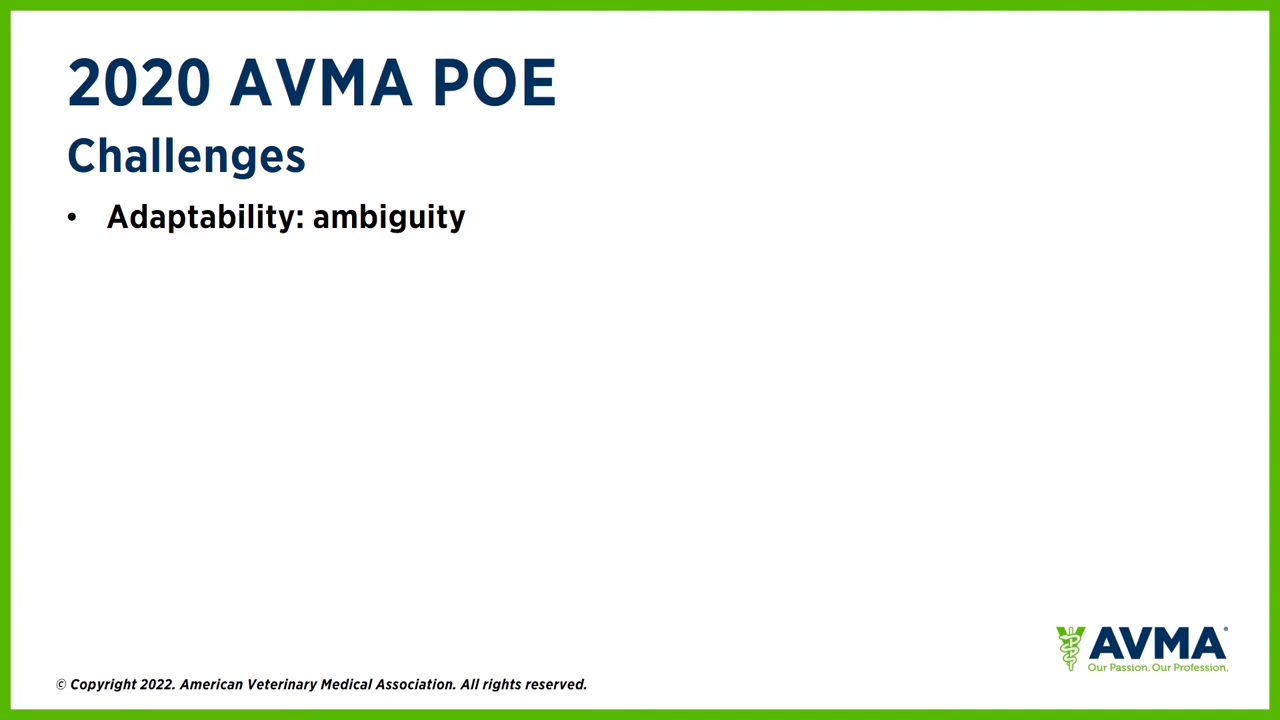 2020 AVMA POE
Challenges
• Adaptability: ambiguity
AVMA®
Our Passion. Our Profession.
© Copyright 2022. American Veterinary Medical Association. All rights reserved.